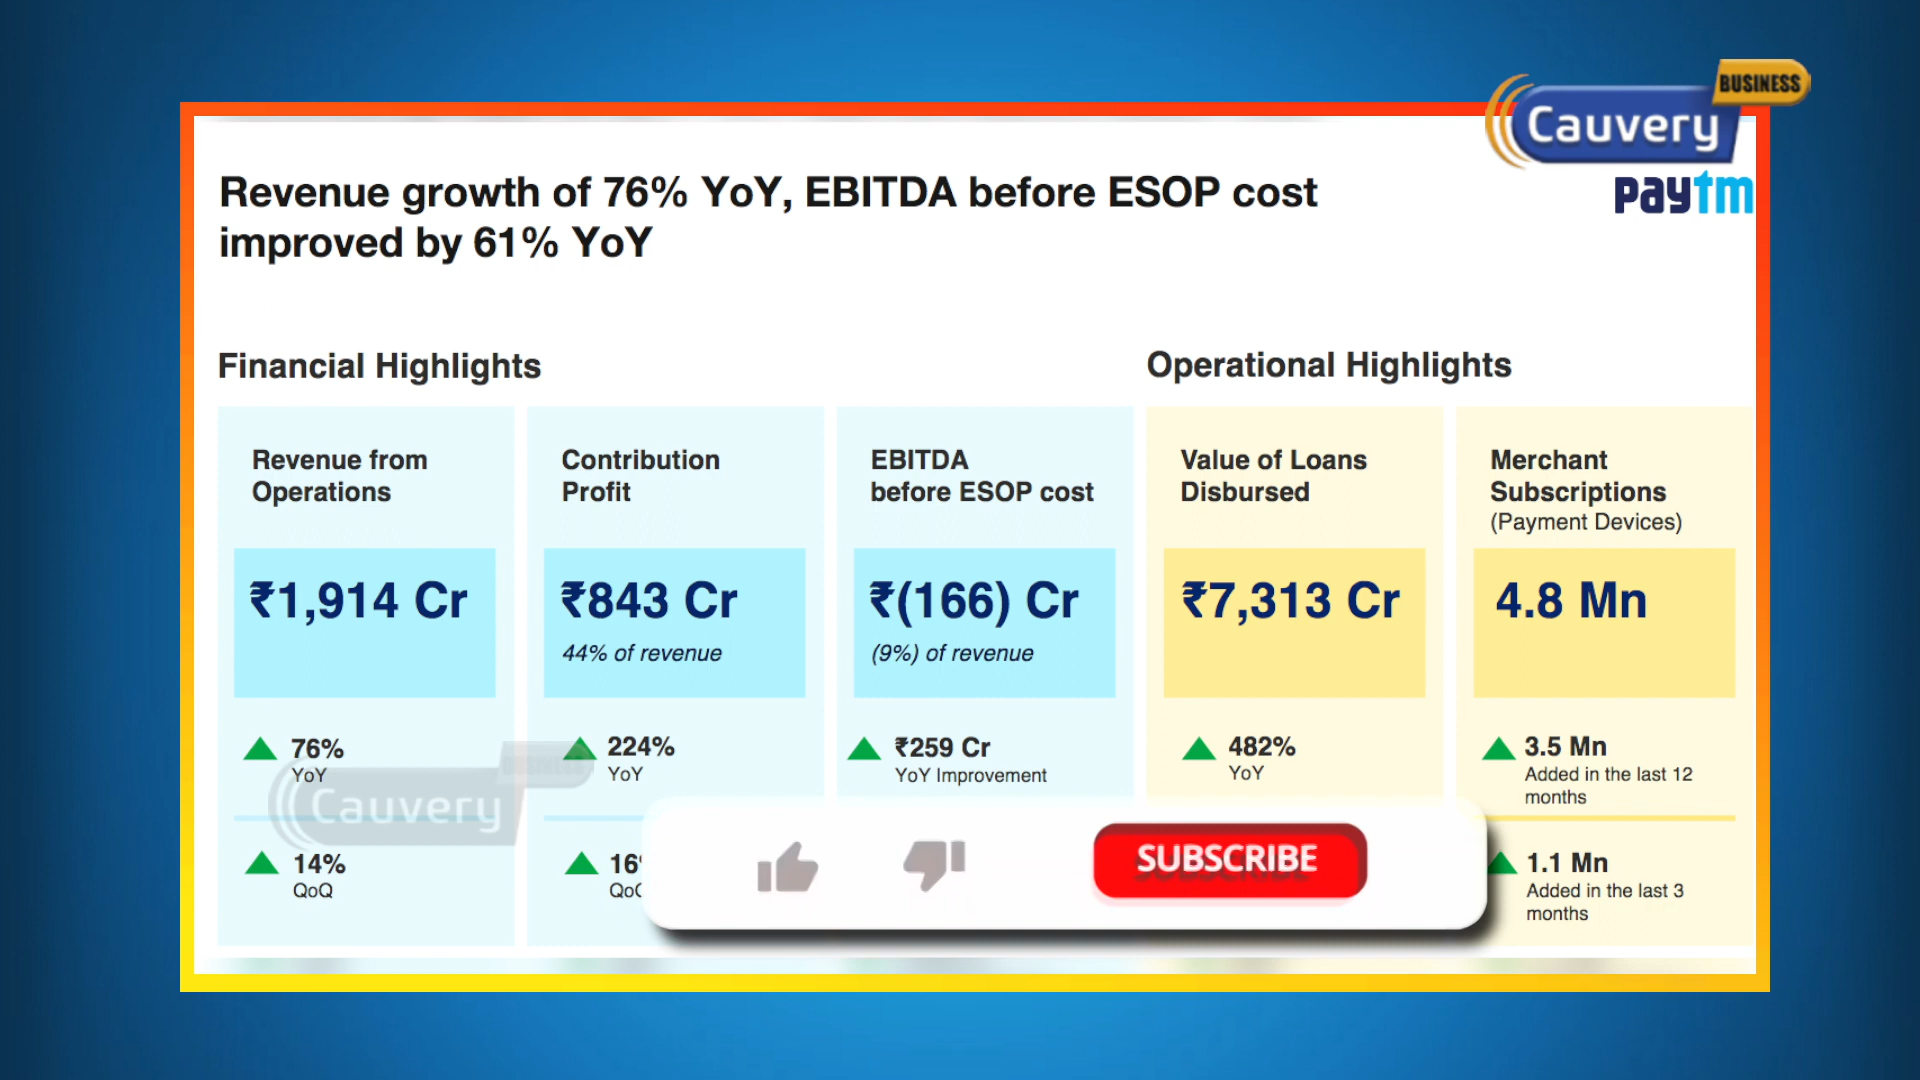 BUSINESS
Cauvery
paytm
Revenue growth of 76% YoY, EBITDA before ESOP cost
improved by 61% YoY
Financial Highlights
Operational Highlights
Revenue from
Operations
₹1,914 Cr
76%
YoY
14%
QoQ
Contribution
Profit
₹843 Cr
44% of revenue
224%
YoY
EBITDA
before ESOP cost
₹(166) Cr
(9%) of revenue
₹259 Cr
YoY Improvement
Value of Loans
Disbursed
₹7,313 Cr
482%
YoY
Merchant
Subscriptions
(Payment Devices)
4.8 Mn
3.5 Mn
Added in the last 12
months
1.1 Mn
Added in the last 3
months
BUSINESS
Cauvery
SUBSCRIBE